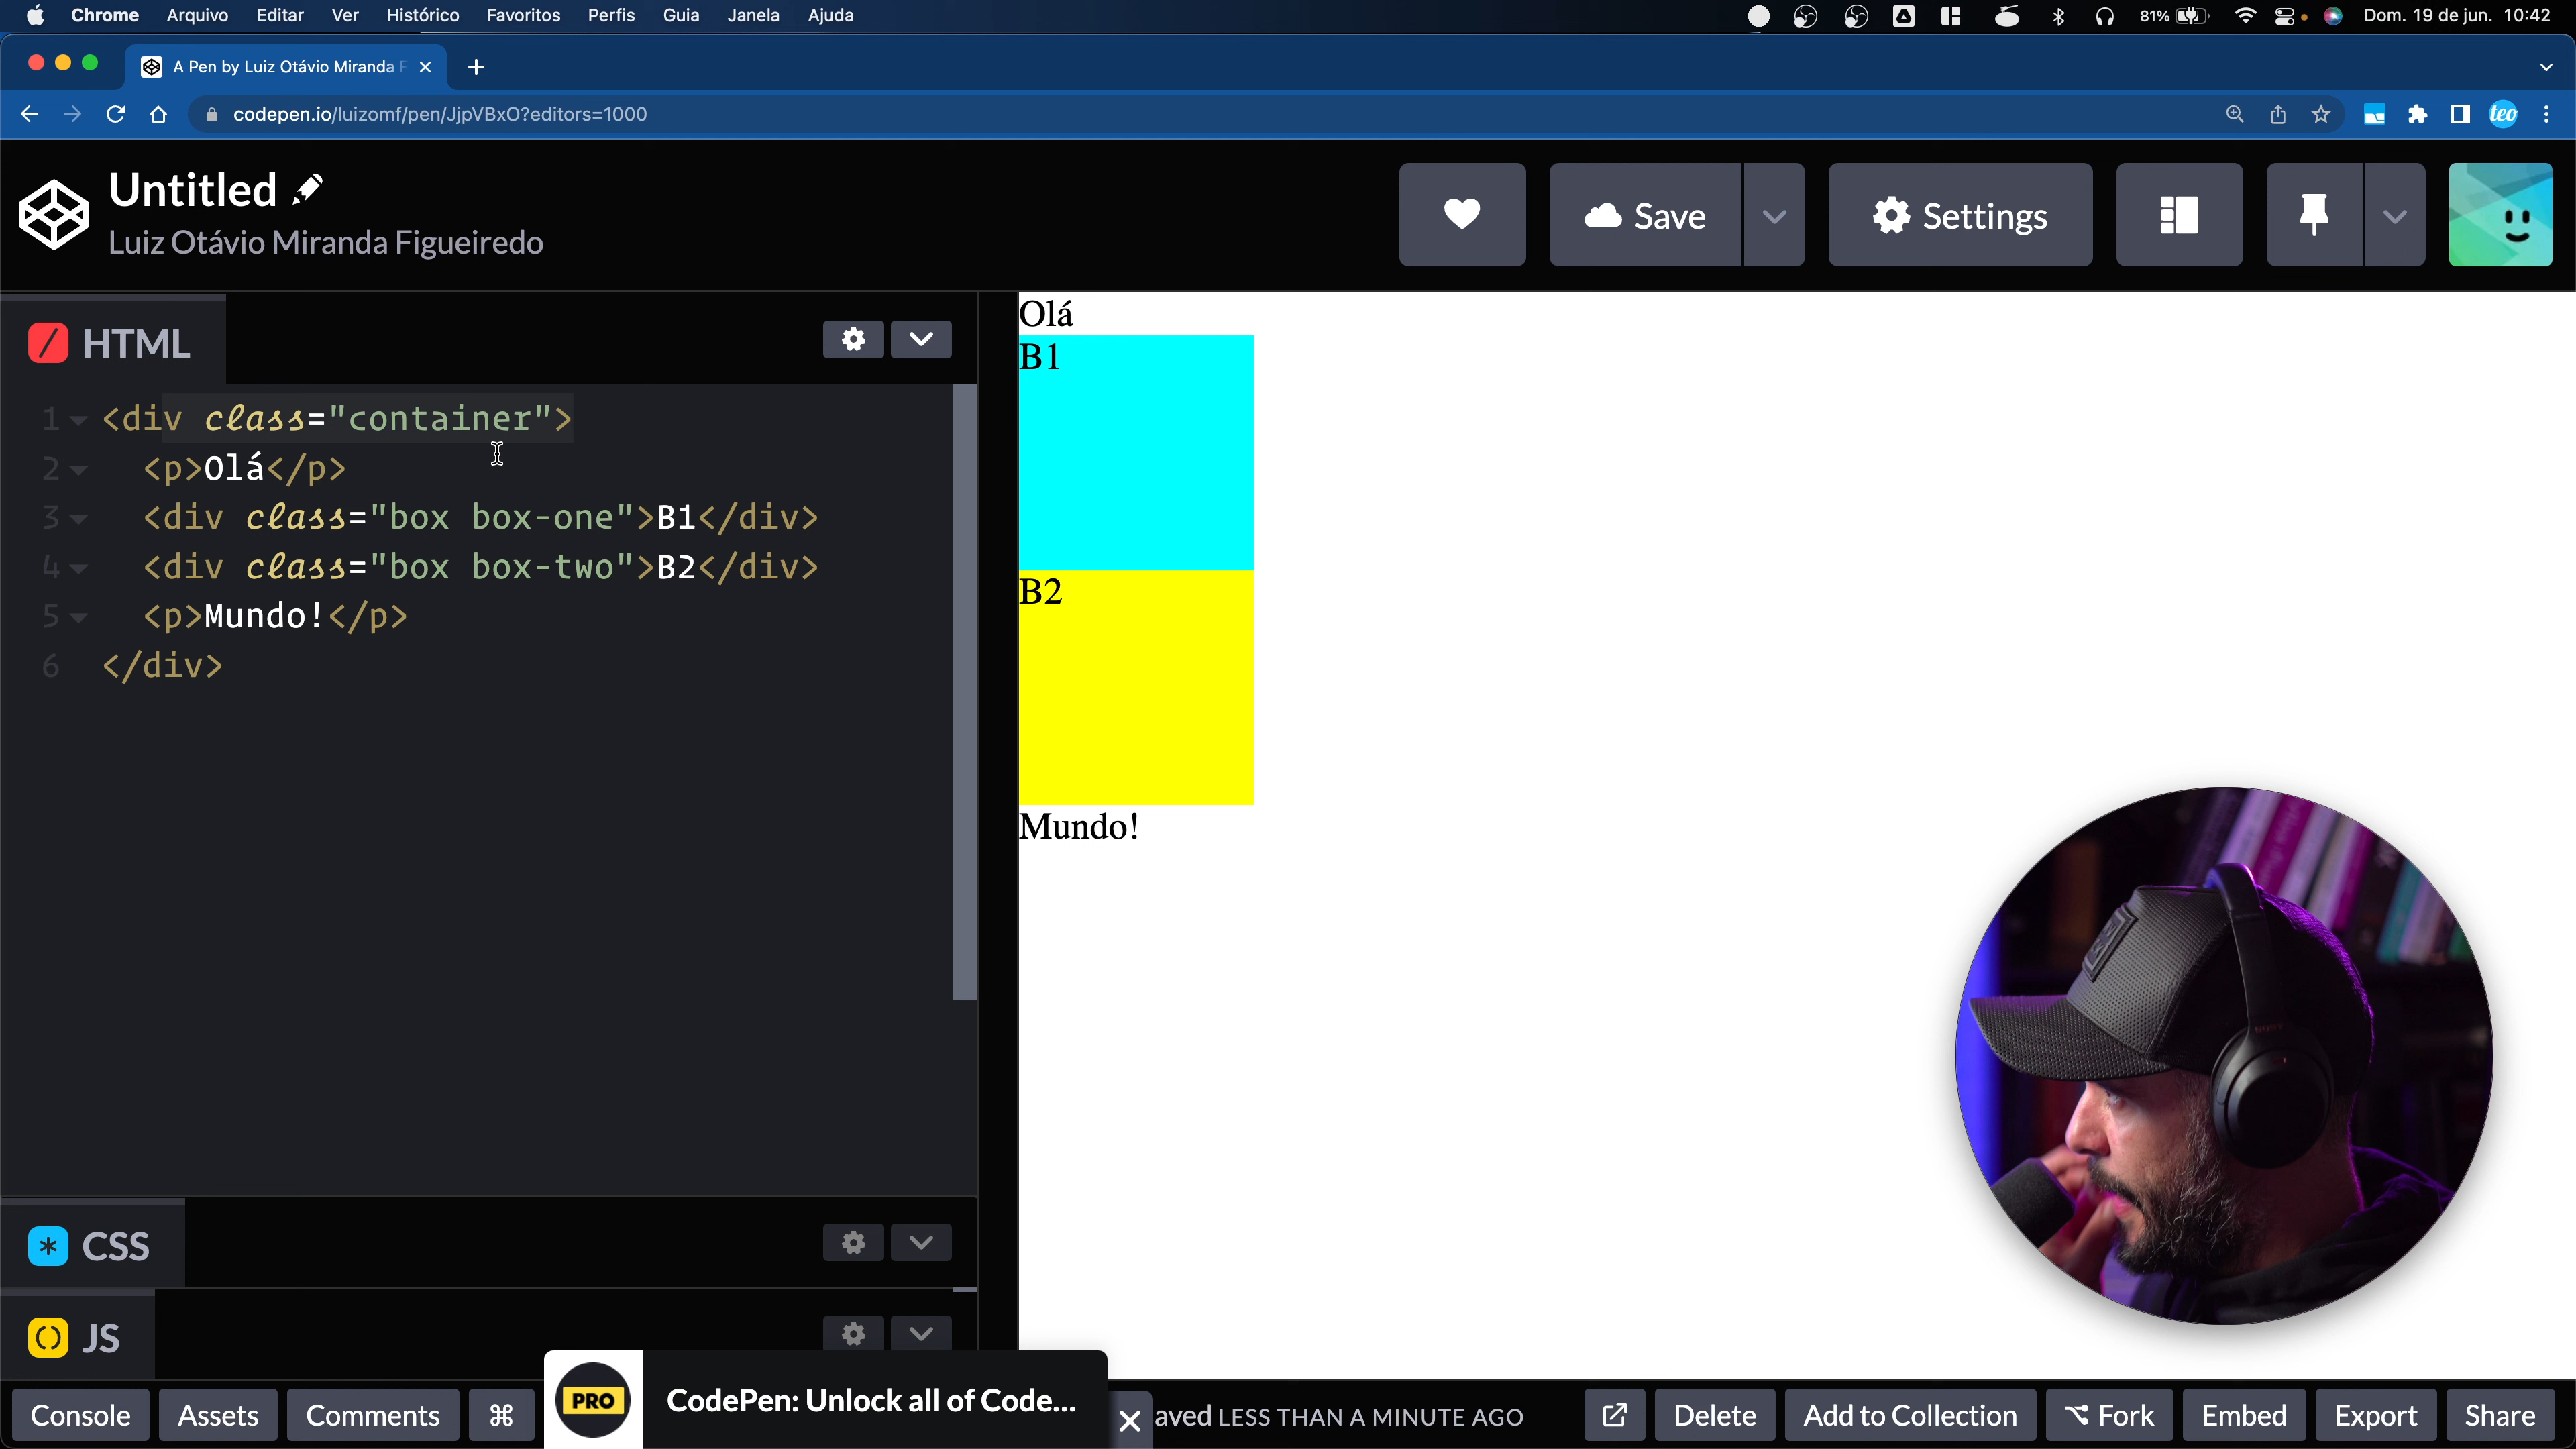 Chrome Arquivo Editar Ver Histórico Favoritos Perfis Guia Janela Ajuda 81% Dom. 19 de jun. 10:42
A Pen by Luiz Otávio Miranda F
codepen.io/luizomf/pen/JjpVBxO?editors=1000 teo
Untitled
Luiz Otávio Miranda Figueiredo
Save
Settings
HTML
1 <div class="container">
2 <p>Olá</p>
3 <div class="box box-one">B1</div>
4 <div class="box box-two">B2</div>
5 <p>Mundo!</p>
6 </div>
Olá
B1
B2
Mundo!
CSS
JS
Console Assets Comments ⌘
PRO CodePen: Unlock all of Code...
aved LESS THAN A MINUTE AGO
Delete Add to Collection Fork Embed Export Share